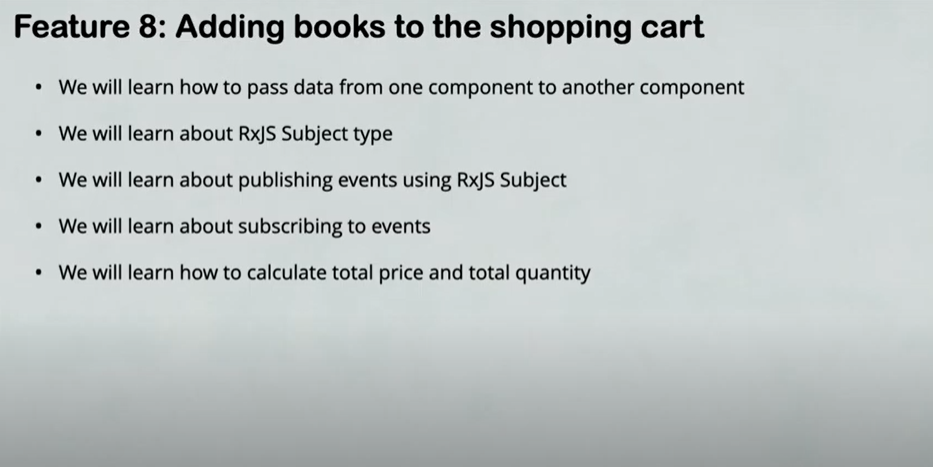 Feature 8: Adding books to the shopping cart
• We will learn how to pass data from one component to another component
• We will learn about RxJS Subject type
• We will learn about publishing events using RxJS Subject
• We will learn about subscribing to events
• We will learn how to calculate total price and total quantity